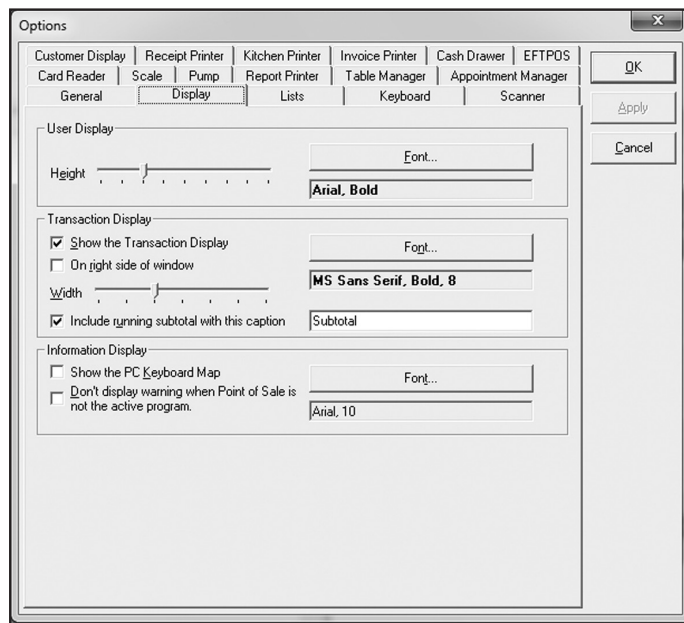 Options
x
Customer Display Receipt Printer Kitchen Printer Invoice Printer Cash Drawer EFTPOS
Card Reader Scale Pump Report Printer Table Manager Appointment Manager
General Display Lists Keyboard Scanner
OK
Apply
Cancel
User Display
Height
Font...
Arial, Bold
Transaction Display
Show the Transaction Display
Font...
On right side of window
MS Sans Serif, Bold, 8
Width
Include running subtotal with this caption
Subtotal
Information Display
Show the PC Keyboard Map
Font...
Don't display warning when Point of Sale is
not the active program.
Arial, 10